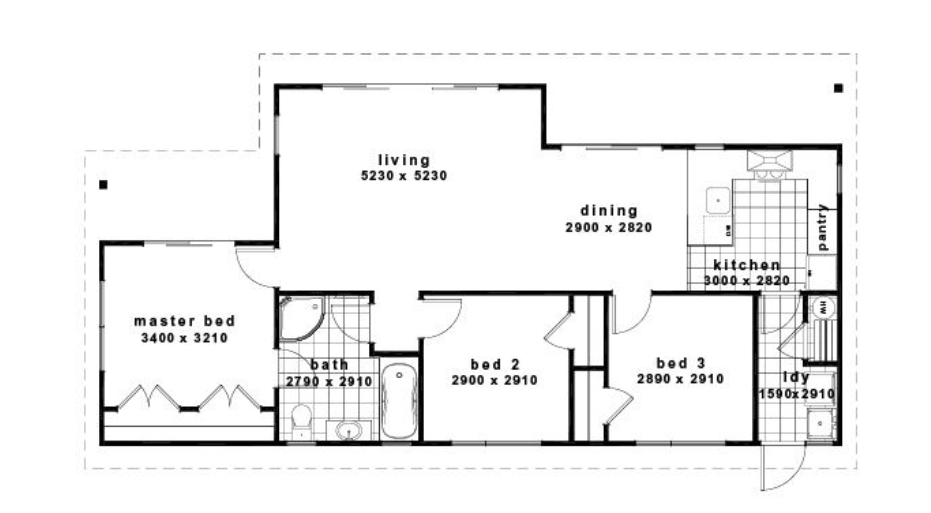 living
5230 x 5230
dining
2900 x 2820
pantry
kitchen
3000 x 2820
HW
master bed
3400 x 3210
bath
2790 x 2910
bed 2
2900 x 2910
bed 3
2890 x 2910
ldy
1590x2910